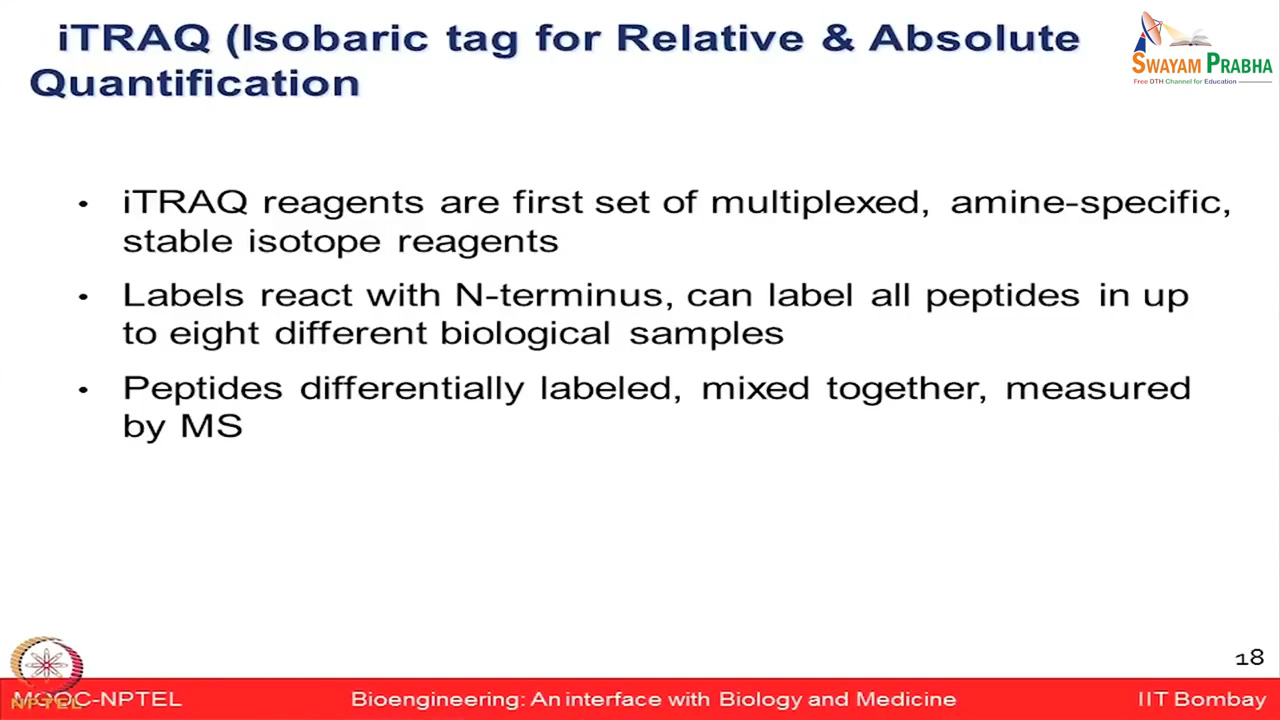 iTRAQ (Isobaric tag for Relative & Absolute
Quantification
SWAYAM PRABHA
Free DTH Channel for Education
• iTRAQ reagents are first set of multiplexed, amine-specific,
stable isotope reagents
• Labels react with N-terminus, can label all peptides in up
to eight different biological samples
• Peptides differentially labeled, mixed together, measured
by MS
18
MOOC-NPTEL
NPTEL
Bioengineering: An interface with Biology and Medicine
IIT Bombay